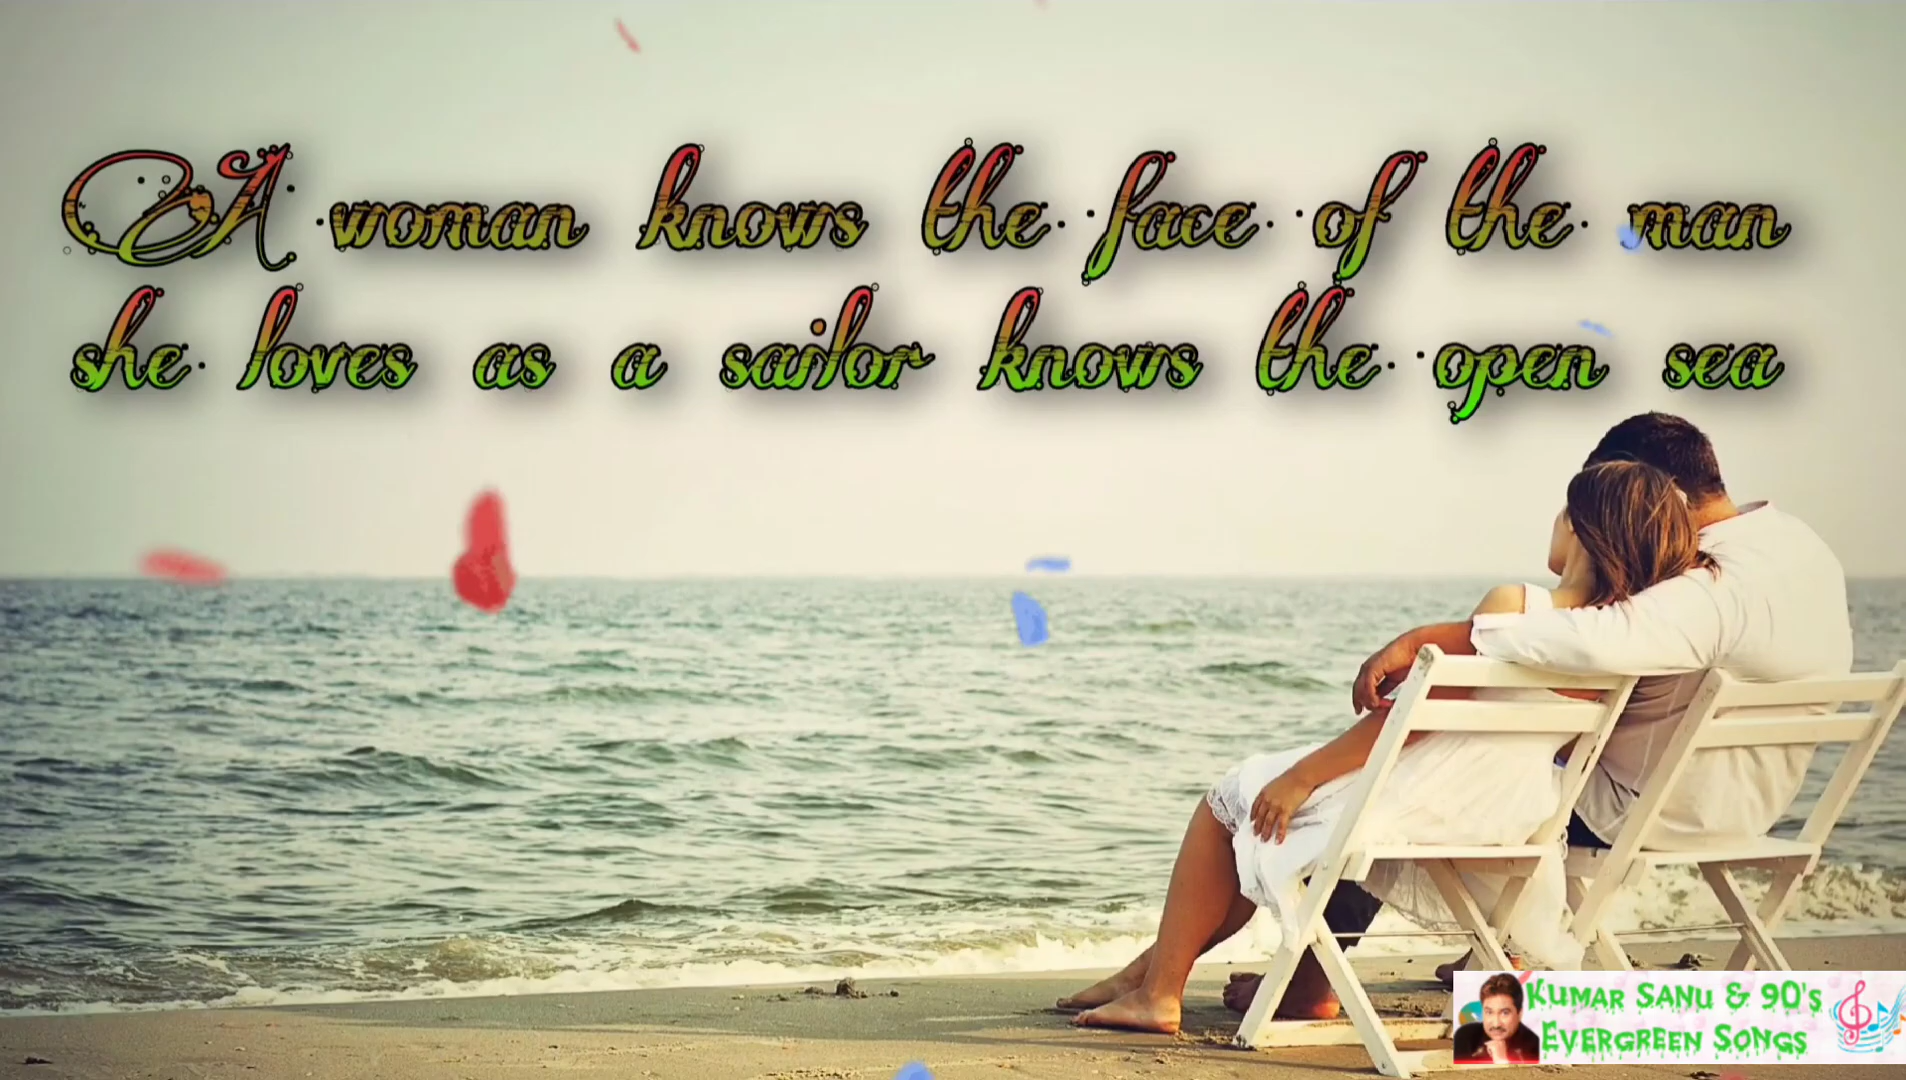 A woman knows the face of the man
she loves as a sailor knows the open sea
Kumar Sanu & 90's
Evergreen Songs